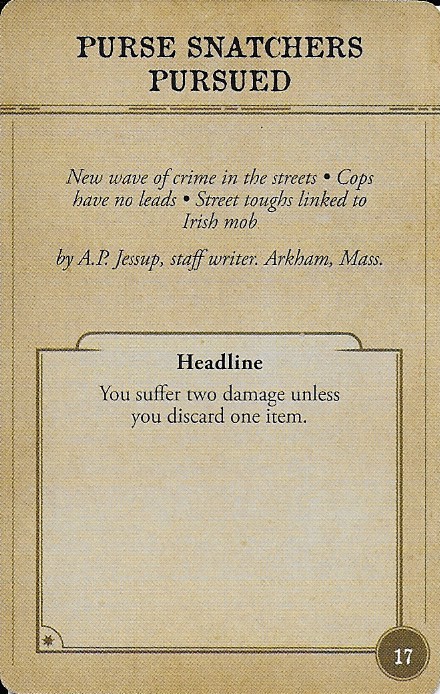 PURSE SNATCHERS
PURSUED
New wave of crime in the streets • Cops
have no leads • Street toughs linked to
Irish mob
by A.P. Jessup, staff writer. Arkham, Mass.
Headline
You suffer two damage unless
you discard one item.
17